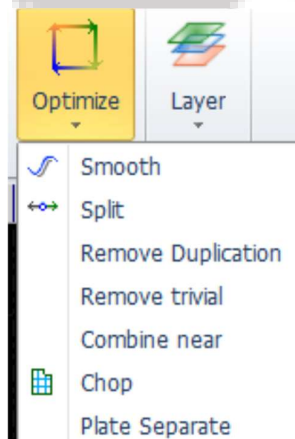 Optimize Layer
Smooth
Split
Remove Duplication
Remove trivial
Combine near
Chop
Plate Separate